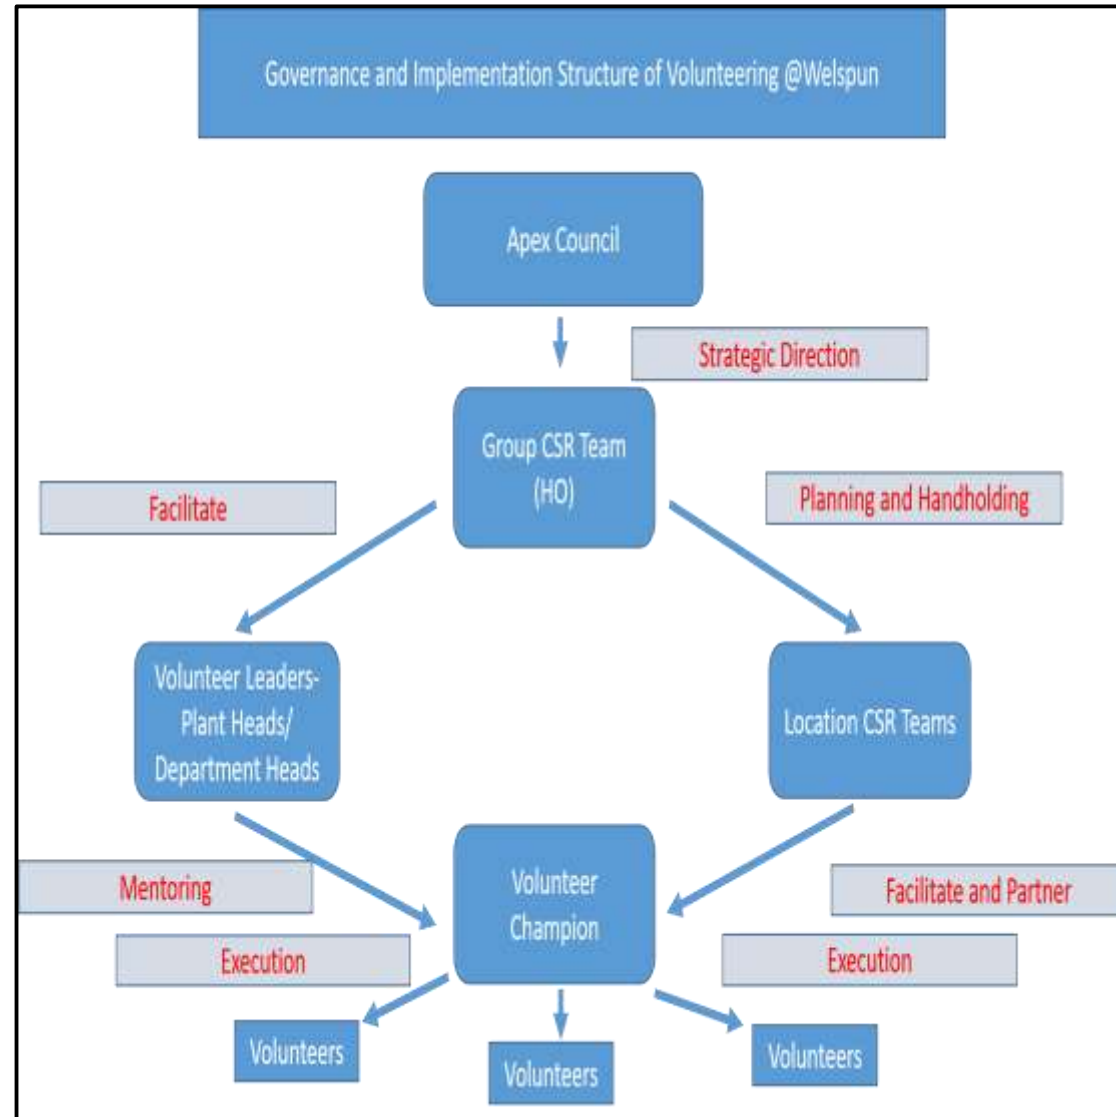 Governance and Implementation Structure of Volunteering @Welspun
Apex Council
Strategic Direction
Group CSR Team
(HO)
Facilitate
Planning and Handholding
Volunteer Leaders-
Plant Heads/
Department Heads
Location CSR Teams
Volunteer
Champion
Mentoring
Facilitate and Partner
Execution
Execution
Volunteers
Volunteers
Volunteers